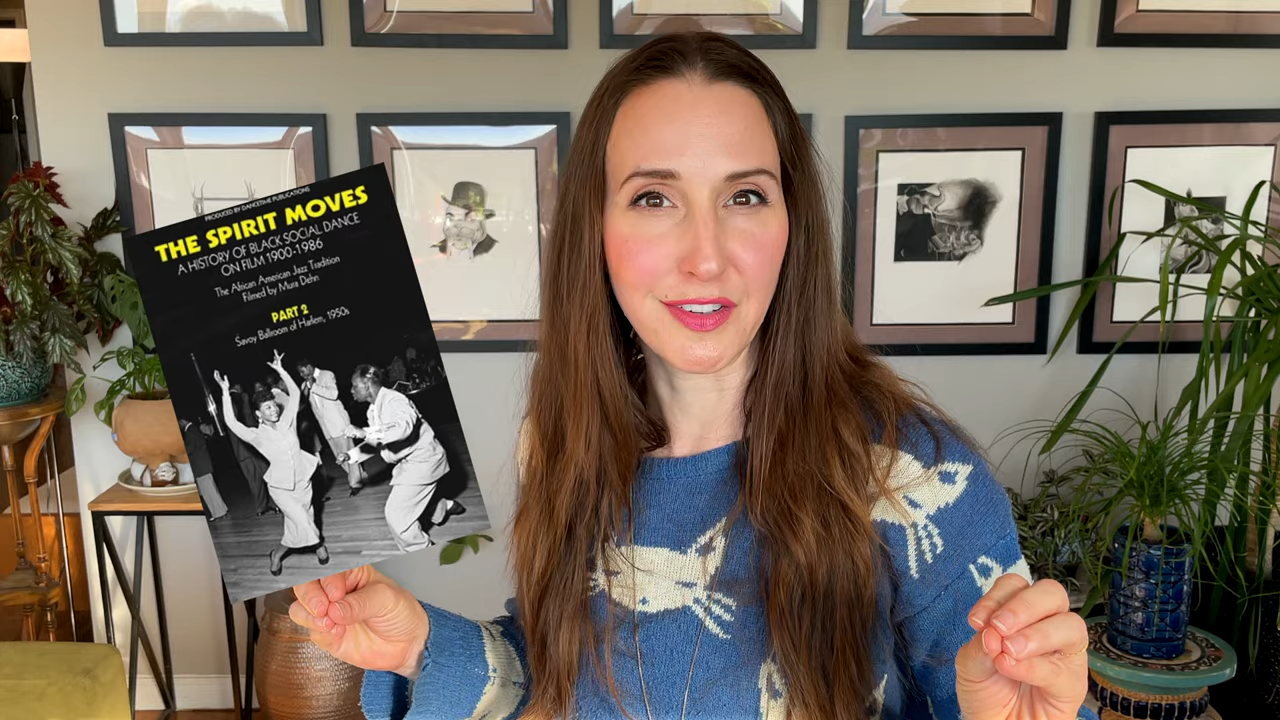 PRODUCED BY DANCETIME PUBLICATIONS
THE SPIRIT MOVES
A HISTORY OF BLACK SOCIAL DANCE
ON FILM 1900-1986
The African American Jazz Tradition
Filmed by Mura Dehn
PART 2
Savoy Ballroom of Harlem, 1950s